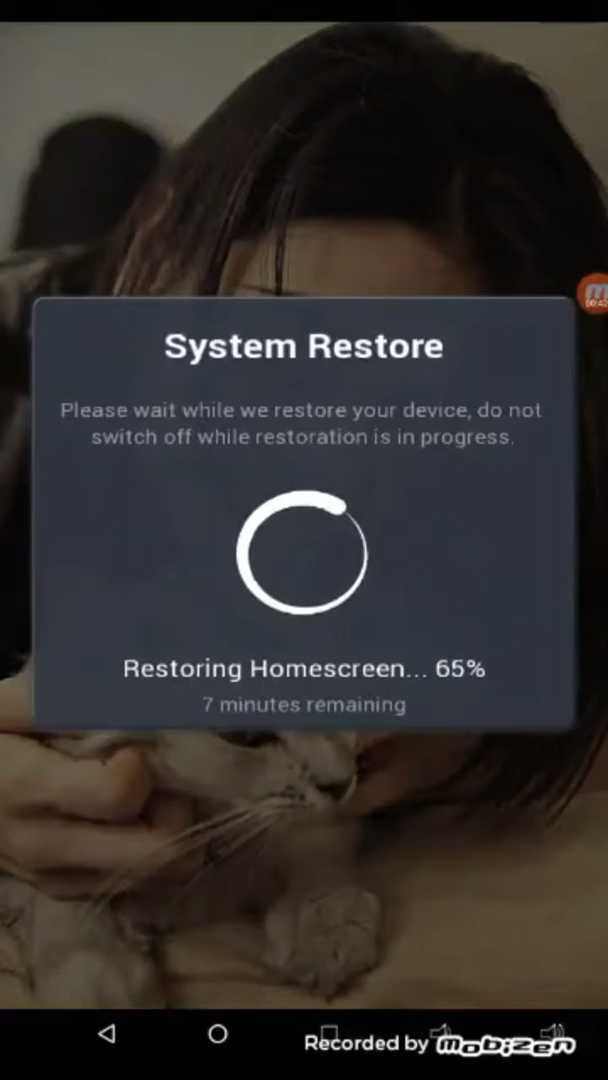 System Restore
Please wait while we restore your device, do not
switch off while restoration is in progress.
Restoring Homescreen... 65%
7 minutes remaining
Recorded by mobizen